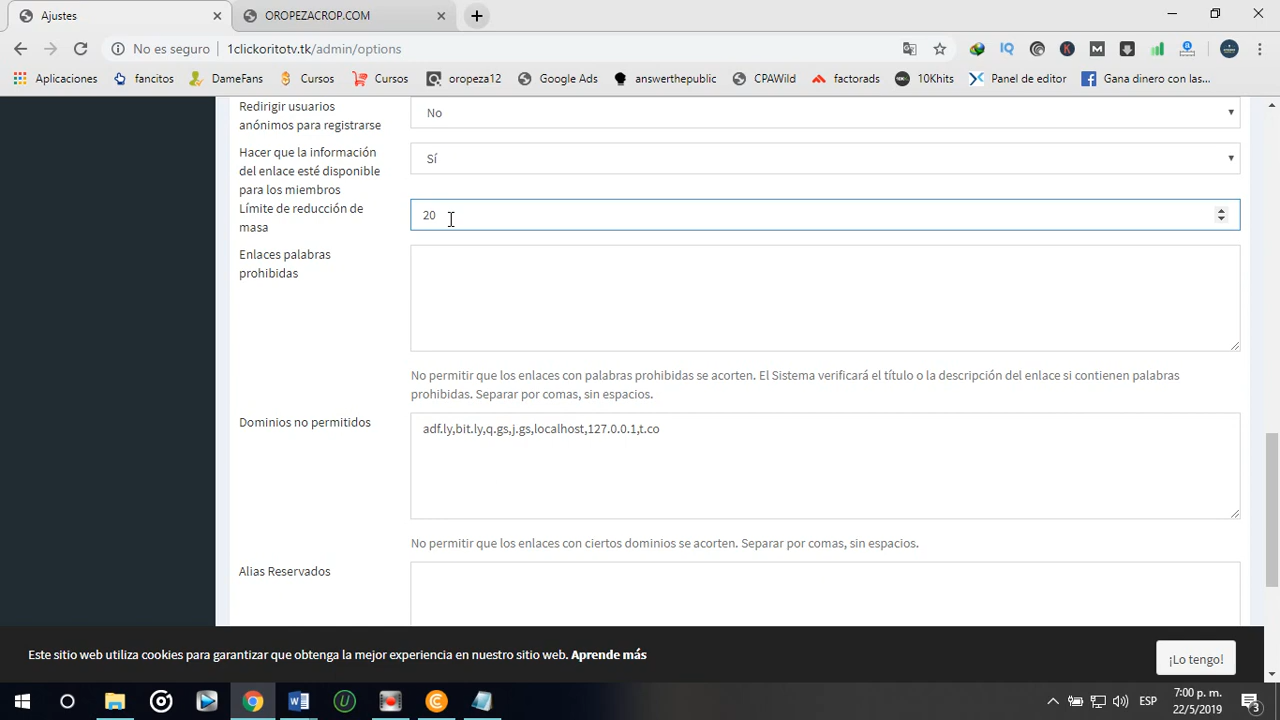 Ajustes
OROPEZACROP.COM
No es seguro
1clickoritotv.tk/admin/options
Aplicaciones
fancitos
DameFans
Cursos
Cursos
oropeza12
Google Ads
answerthepublic
CPAWild
factorads
10Khits
Panel de editor
Gana dinero con las...
Redirigir usuarios
anónimos para registrarse
No
Hacer que la información
del enlace esté disponible
para los miembros
Sí
Límite de reducción de
masa
20
Enlaces palabras
prohibidas
No permitir que los enlaces con palabras prohibidas se acorten. El Sistema verificará el título o la descripción del enlace si contienen palabras
prohibidas. Separar por comas, sin espacios.
Dominios no permitidos
adf.ly,bit.ly,q.gs,j.gs,localhost,127.0.0.1,t.co
No permitir que los enlaces con ciertos dominios se acorten. Separar por comas, sin espacios.
Alias Reservados
Este sitio web utiliza cookies para garantizar que obtenga la mejor experiencia en nuestro sitio web. Aprende más
¡Lo tengo!
ESP
7:00 p. m.
22/5/2019
3